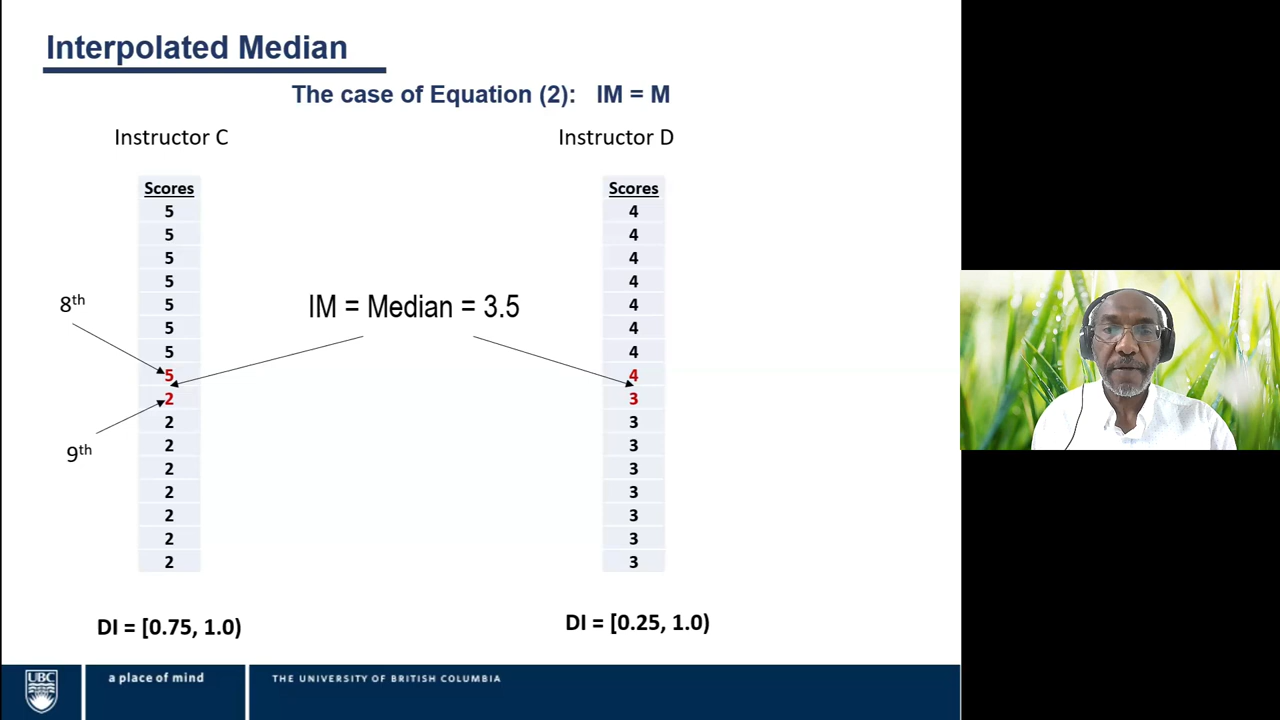 Interpolated Median
The case of Equation (2): IM = M
Instructor C
Instructor D
Scores
5
5
5
5
5
5
5
5
2
2
2
2
2
2
2
2
8th
9th
IM = Median = 3.5
Scores
4
4
4
4
4
4
4
4
3
3
3
3
3
3
3
3
DI = [0.75, 1.0)
DI = [0.25, 1.0)
UBC
a place of mind
THE UNIVERSITY OF BRITISH COLUMBIA